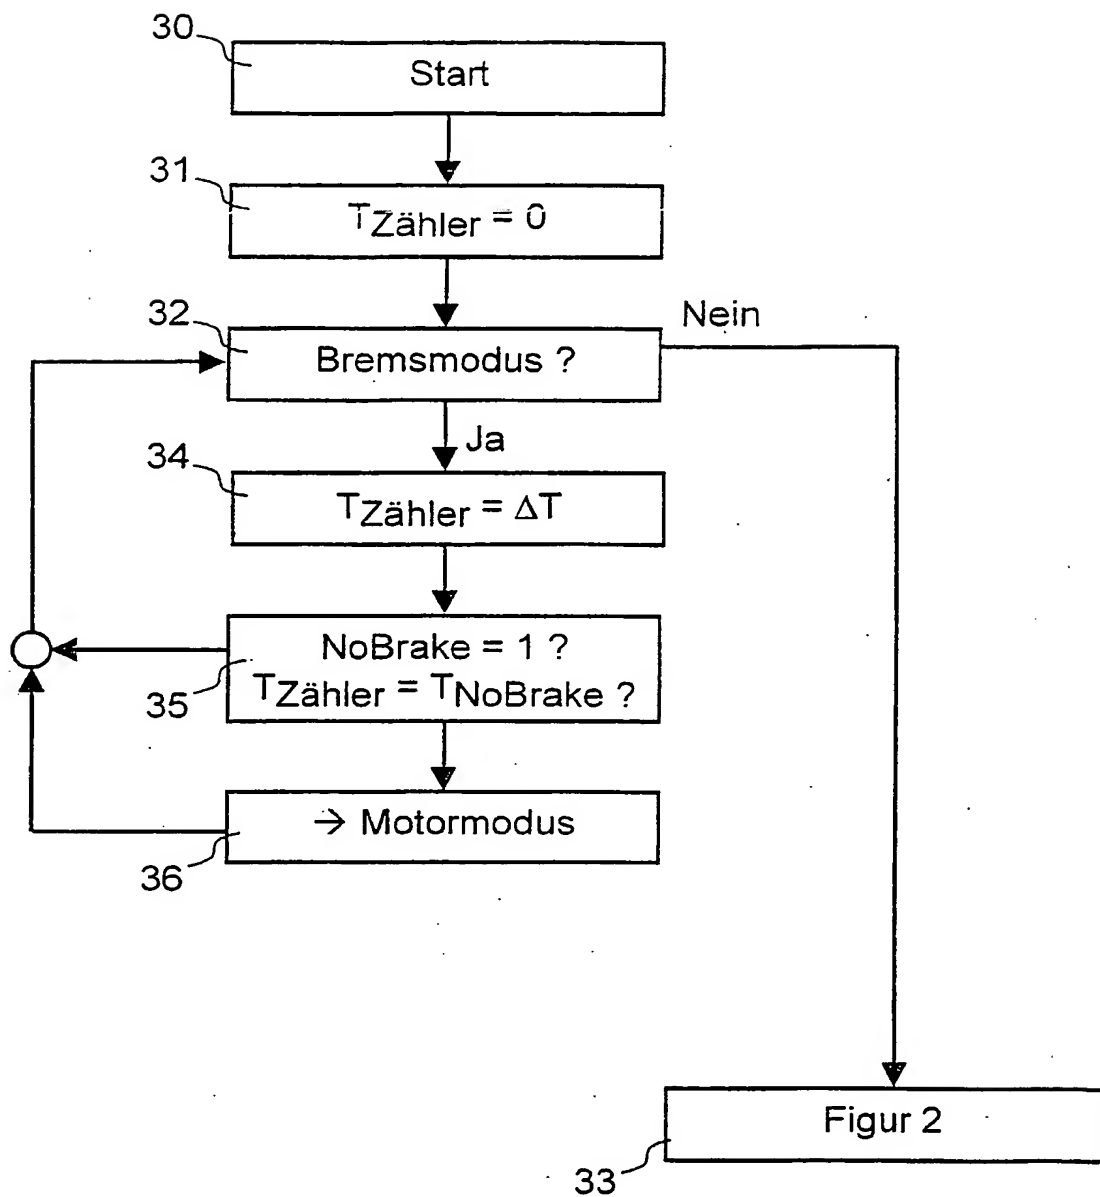 30
Start
31
TZähler = 0
32
Nein
Bremsmodus ?
Ja
34
TZähler = ΔT
NoBrake = 1 ?
35
TZähler = TNoBrake ?
→ Motormodus
36
Figur 2
33